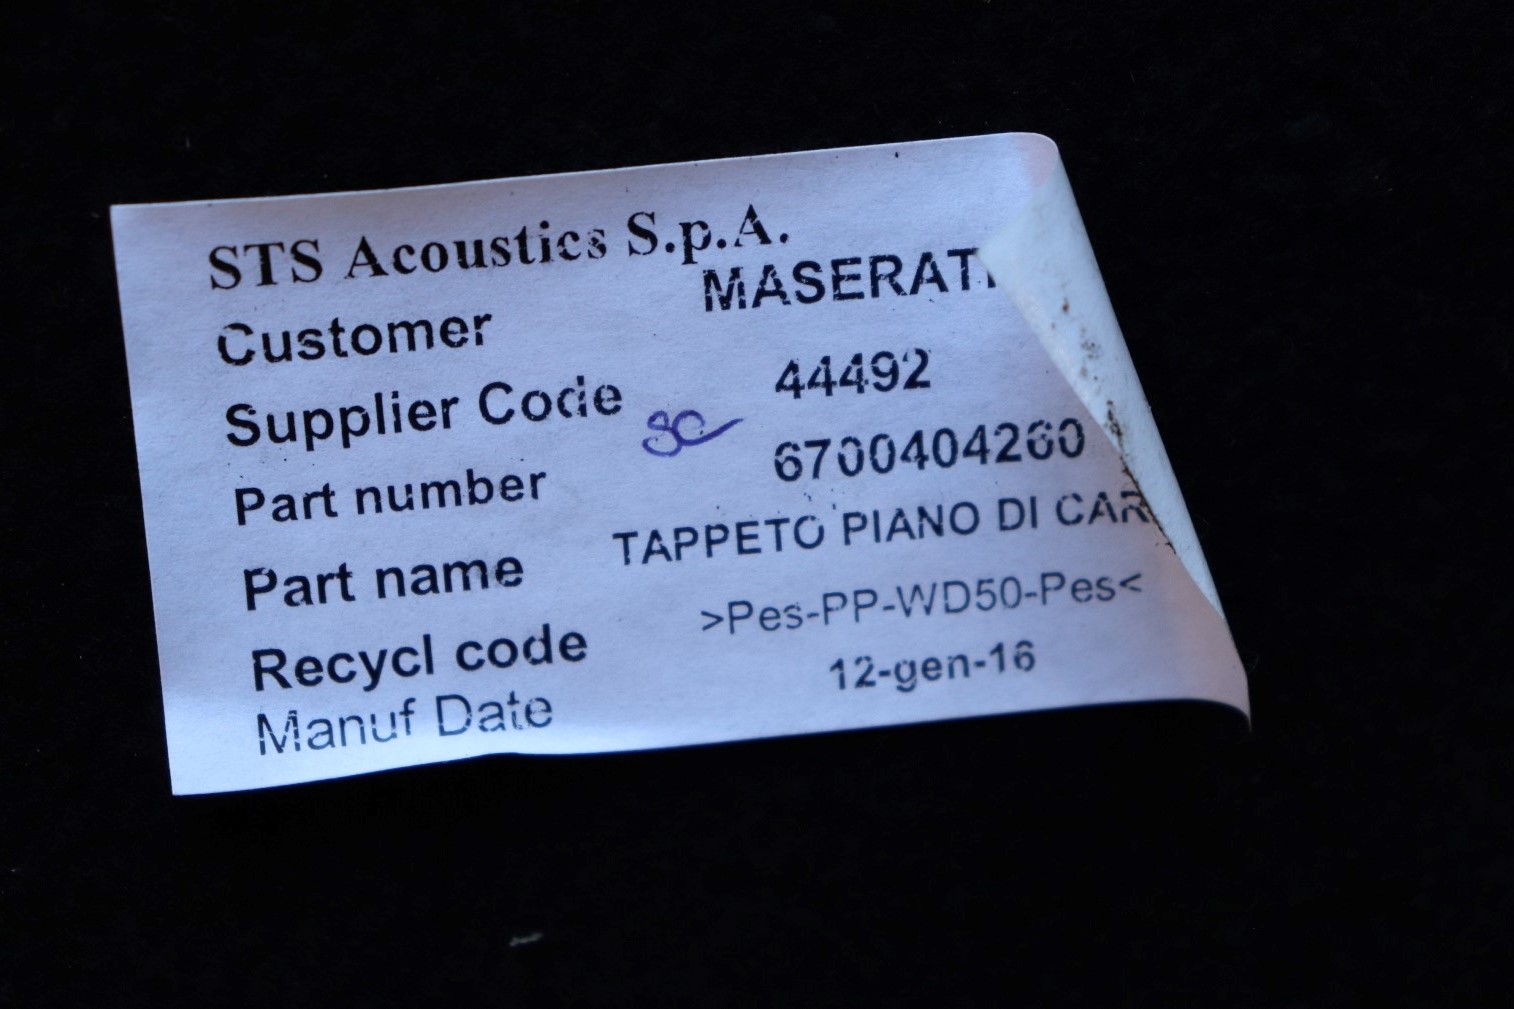 STS Acoustics S.p.A.
Customer MASERATI
Supplier Code 44492
SC
Part number 6700404260
Part name TAPPETO PIANO DI CAR
Recycl code >Pes-PP-WD50-Pes<
Manuf Date 12-gen-16